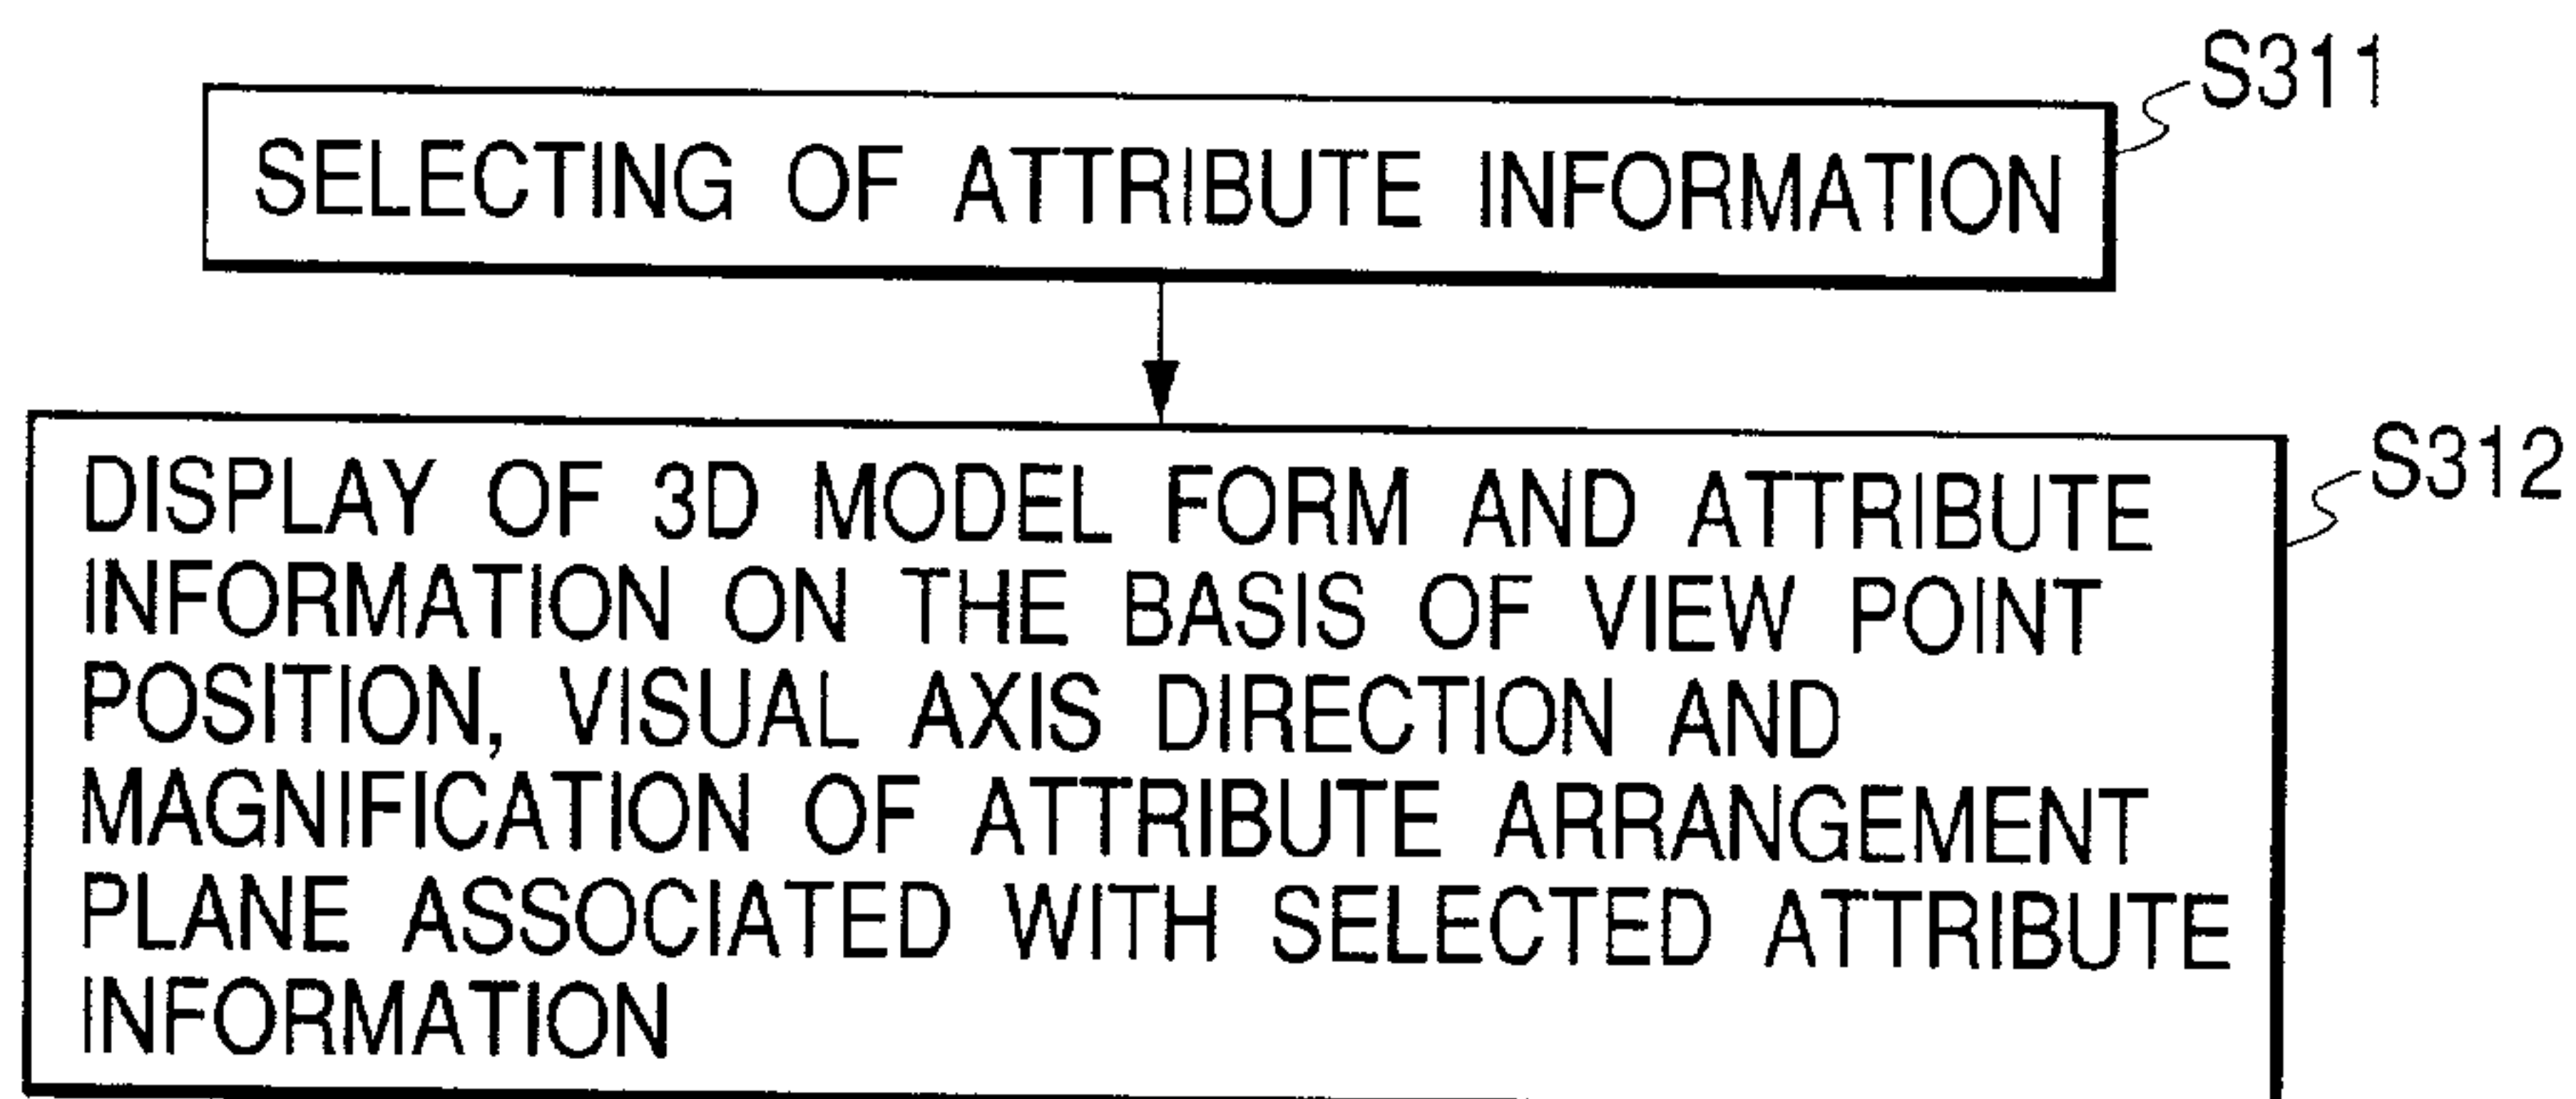 S311
SELECTING OF ATTRIBUTE INFORMATION
S312
DISPLAY OF 3D MODEL FORM AND ATTRIBUTE
INFORMATION ON THE BASIS OF VIEW POINT
POSITION, VISUAL AXIS DIRECTION AND
MAGNIFICATION OF ATTRIBUTE ARRANGEMENT
PLANE ASSOCIATED WITH SELECTED ATTRIBUTE
INFORMATION